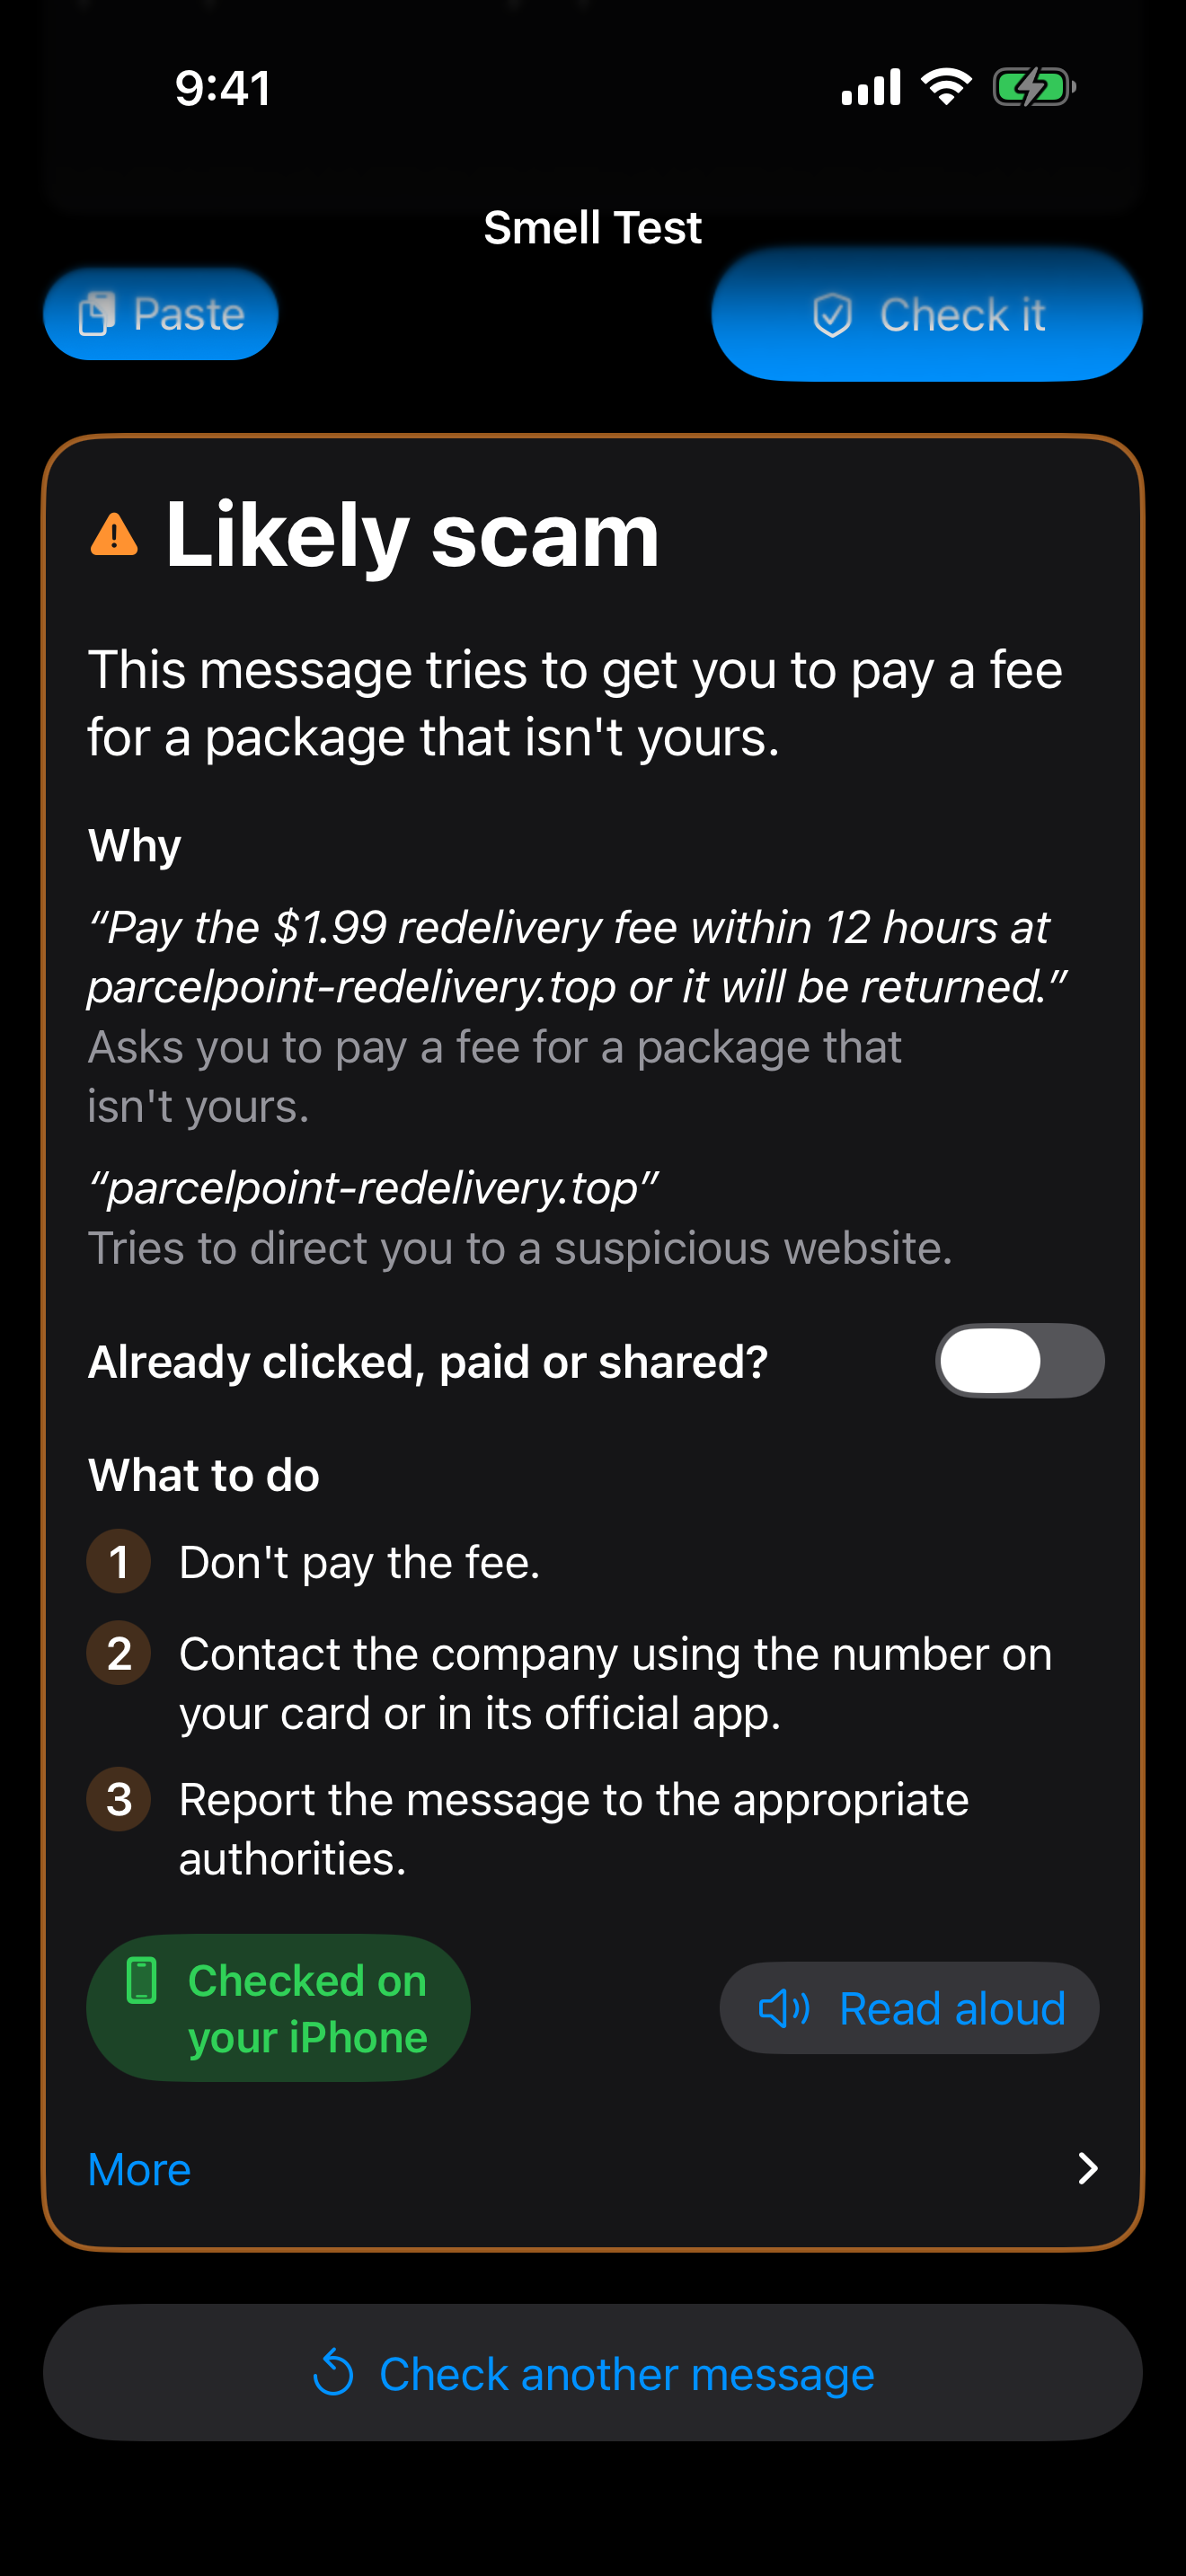 9:41
Smell Test
Paste
Check it
Likely scam
This message tries to get you to pay a fee
for a package that isn't yours.
Why
“Pay the $1.99 redelivery fee within 12 hours at
parcelpoint-redelivery.top or it will be returned.”
Asks you to pay a fee for a package that
isn't yours.
“parcelpoint-redelivery.top”
Tries to direct you to a suspicious website.
Already clicked, paid or shared?
What to do
1 Don't pay the fee.
2 Contact the company using the number on
your card or in its official app.
3 Report the message to the appropriate
authorities.
Checked on
your iPhone
Read aloud
More
Check another message